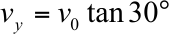 v_y = v_0 tan 30°